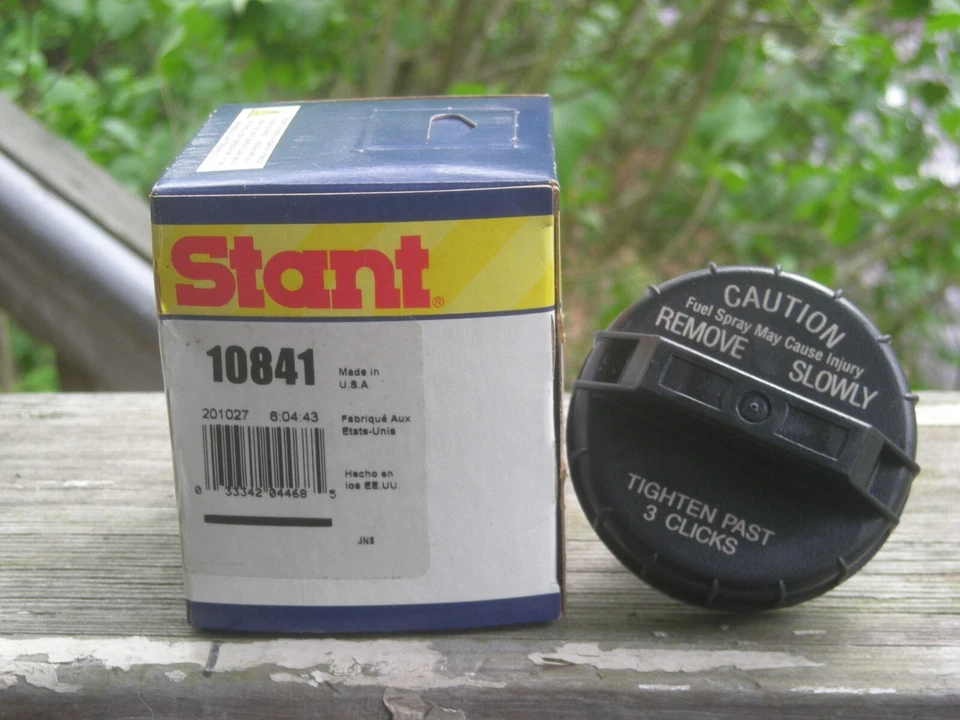 Stant®
10841
Made in
U.S.A.
201027 6:04:43
Fabriqué Aux
Etats-Unis
Hecho en
los EE.UU.
0 33342 04468 5
JNS
CAUTION
Fuel Spray May Cause Injury
REMOVE SLOWLY
TIGHTEN PAST
3 CLICKS